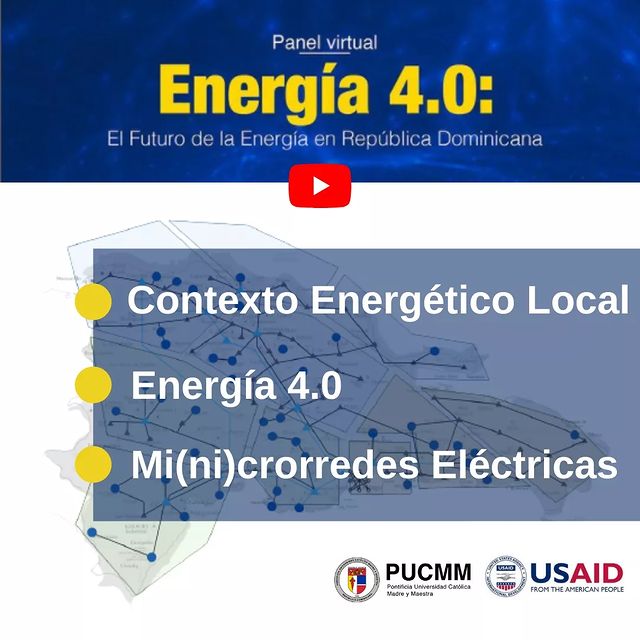 Panel virtual
Energía 4.0:
El Futuro de la Energía en República Dominicana
Contexto Energético Local
Energía 4.0
Mi(ni)crorredes Eléctricas
PUCMM
Pontificia Universidad Católica
Madre y Maestra
USAID
USAID
FROM THE AMERICAN PEOPLE